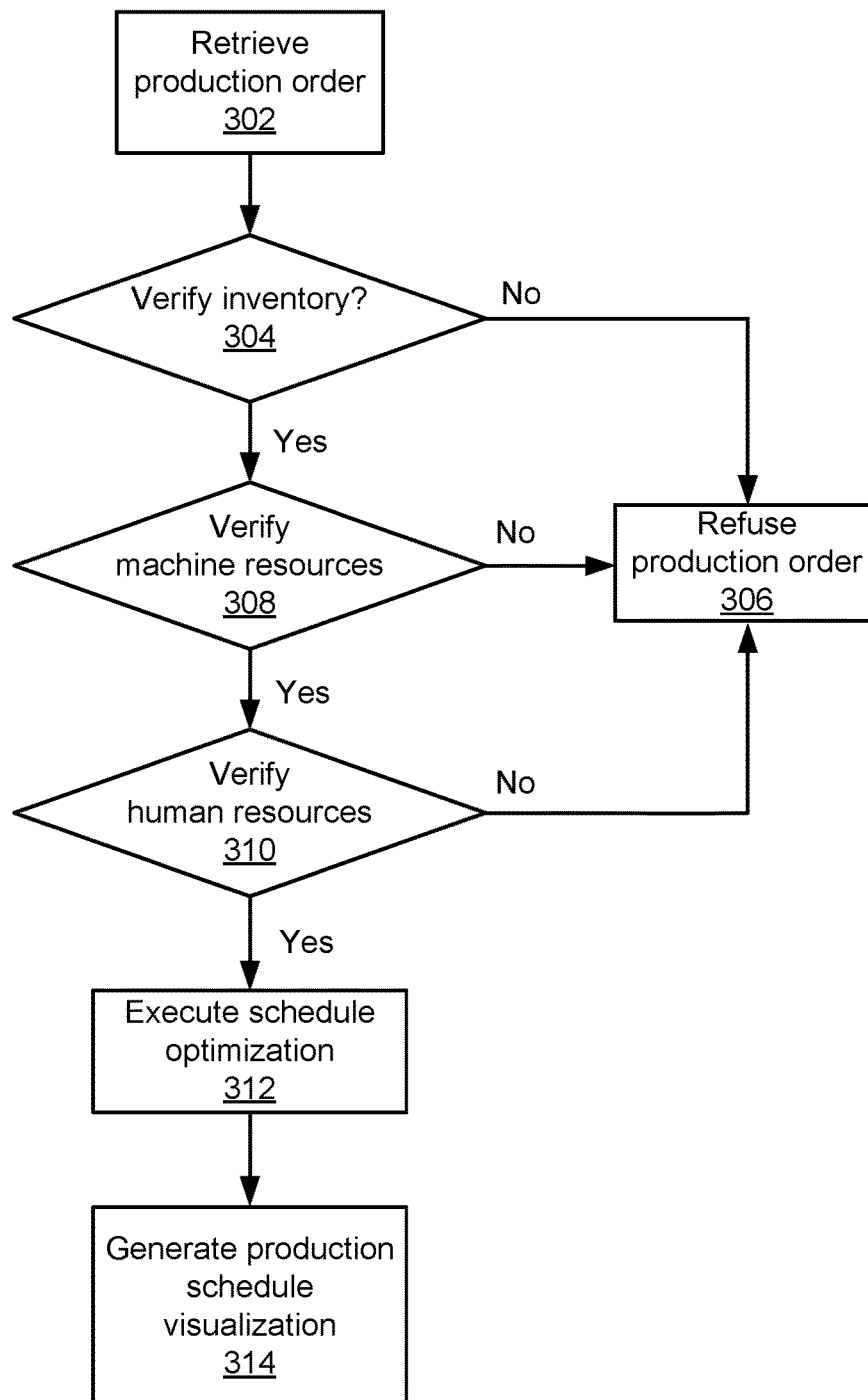 Retrieve
production order
302
Verify inventory?
304
No
Yes
Verify
machine resources
308
No
Refuse
production order
306
Yes
Verify
human resources
310
No
Yes
Execute schedule
optimization
312
Generate production
schedule
visualization
314